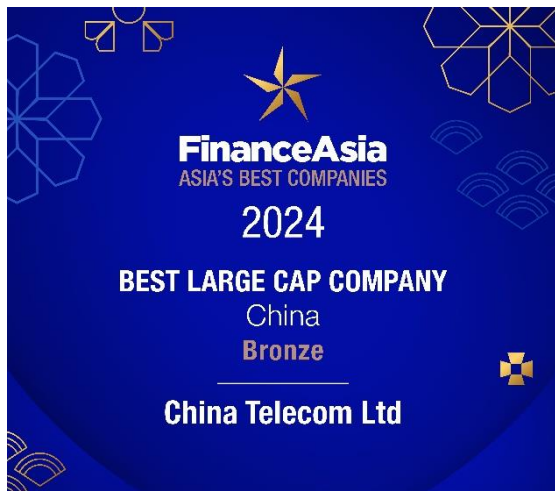 FinanceAsia
ASIA'S BEST COMPANIES
2024
BEST LARGE CAP COMPANY
China
Bronze
China Telecom Ltd